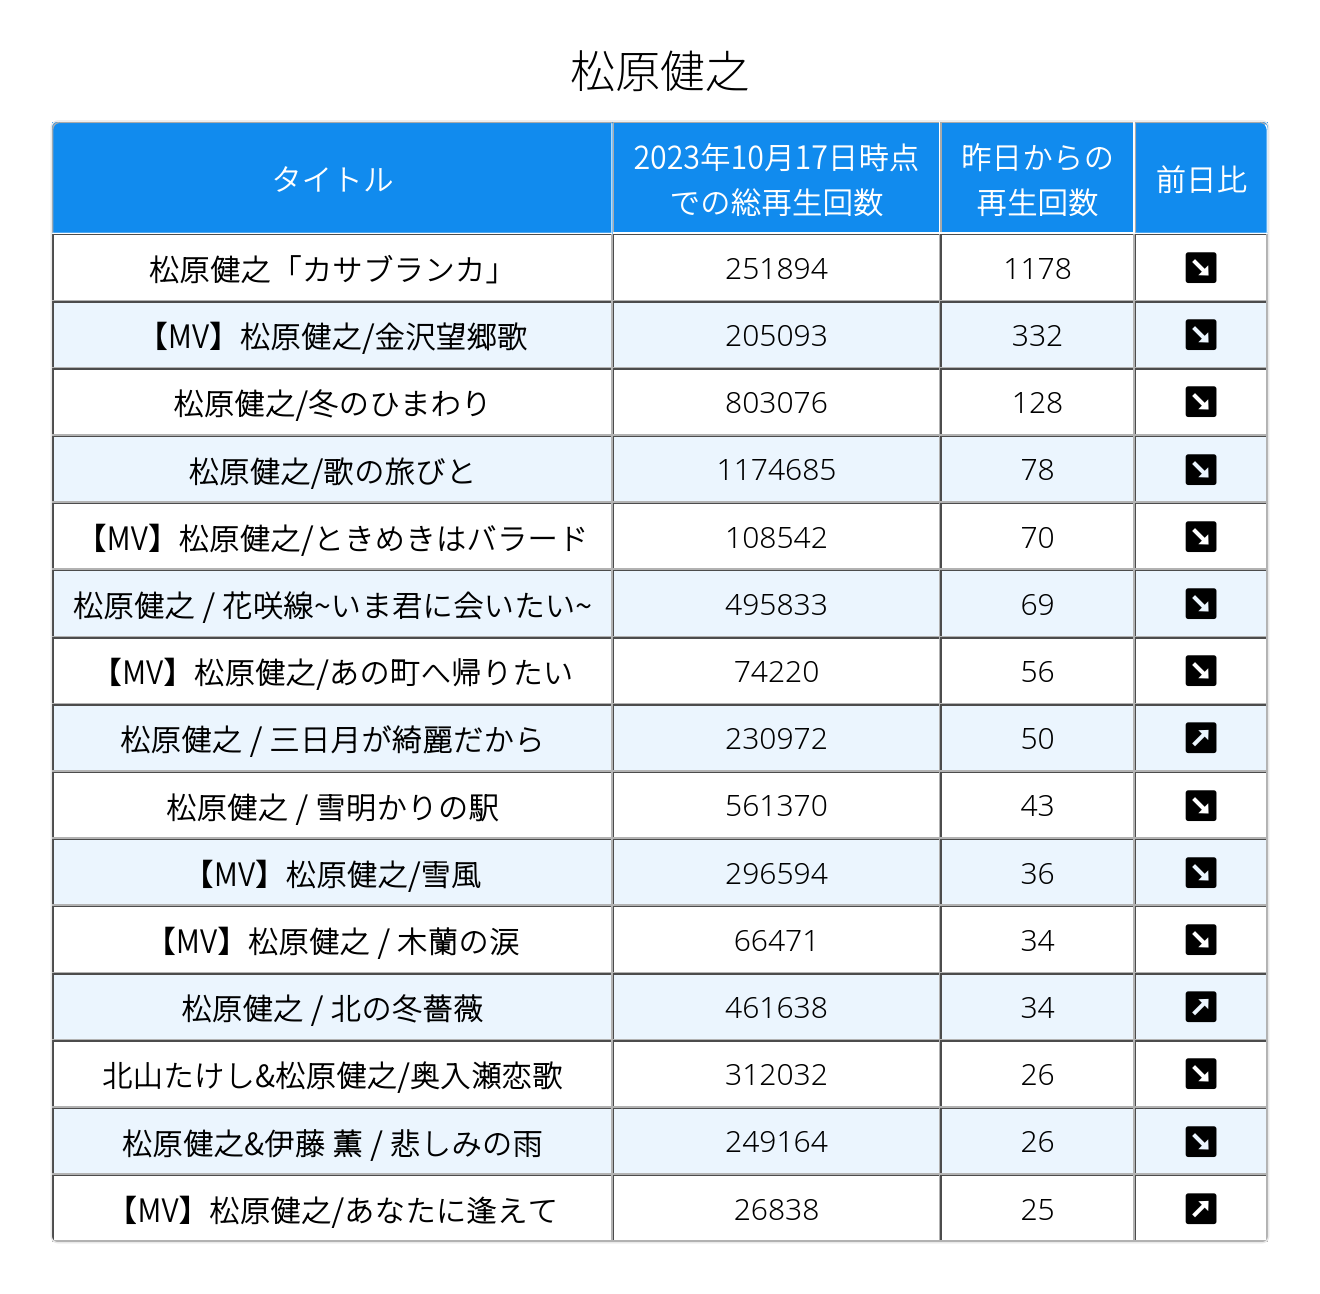 松原健之
タイトル
2023年10月17日時点
での総再生回数
昨日からの
再生回数
前日比
松原健之「カサブランカ」 251894 1178
【MV】松原健之/金沢望郷歌 205093 332
松原健之/冬のひまわり 803076 128
松原健之/歌の旅びと 1174685 78
【MV】松原健之/ときめきはバラード 108542 70
松原健之 / 花咲線~いま君に会いたい~ 495833 69
【MV】松原健之/あの町へ帰りたい 74220 56
松原健之 / 三日月が綺麗だから 230972 50
松原健之 / 雪明かりの駅 561370 43
【MV】松原健之/雪風 296594 36
【MV】松原健之 / 木蘭の涙 66471 34
松原健之 / 北の冬薔薇 461638 34
北山たけし&松原健之/奥入瀬恋歌 312032 26
松原健之&伊藤 薫 / 悲しみの雨 249164 26
【MV】松原健之/あなたに逢えて 26838 25